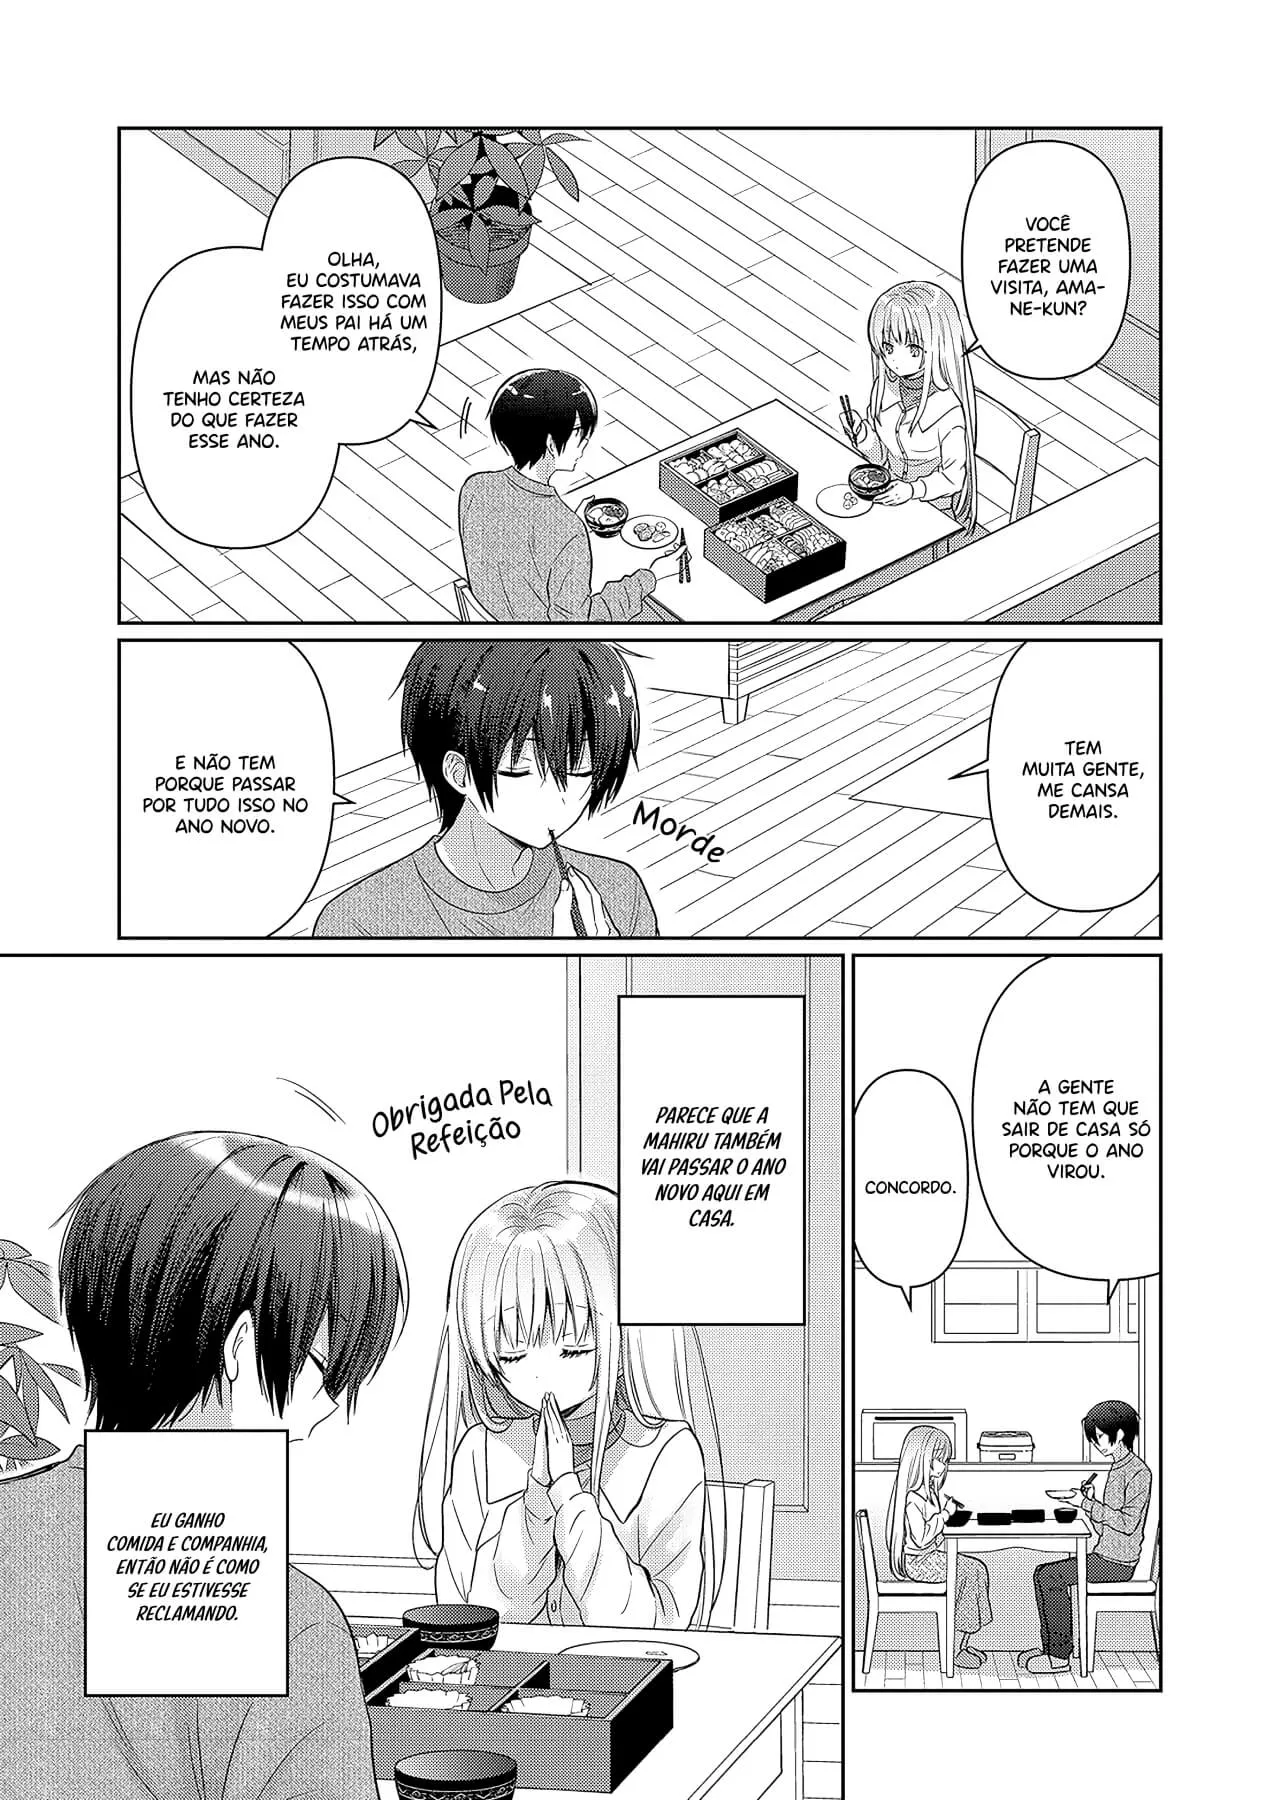 VOCÊ
PRETENDE
FAZER UMA
VISITA, AMA-
NE-KUN?
OLHA,
EU COSTUMAVA
FAZER ISSO COM
MEUS PAI HÁ UM
TEMPO ATRÁS,
MAS NÃO
TENHO CERTEZA
DO QUE FAZER
ESSE ANO.
TEM
MUITA GENTE,
ME CANSA
DEMAIS.
Morde
E NÃO TEM
PORQUE PASSAR
POR TUDO ISSO NO
ANO NOVO.
A GENTE
NÃO TEM QUE
SAIR DE CASA SÓ
PORQUE O ANO
VIROU.
CONCORDO.
PARECE QUE A
MAHIRU TAMBÉM
VAI PASSAR O ANO
NOVO AQUI EM
CASA.
Obrigada Pela
Refeição
EU GANHO
COMIDA E COMPANHIA,
ENTÃO NÃO É COMO
SE EU ESTIVESSE
RECLAMANDO.